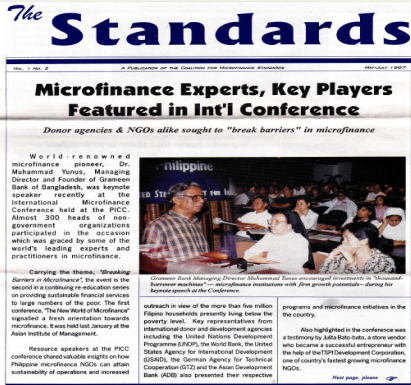 The
Standards
VOL. 1 No. 2
A PUBLICATION OF THE COALITION FOR MICROFINANCE STANDARDS
MAY-JULY 1997
Microfinance Experts, Key Players
Featured in Int'l Conference
Donor agencies & NGOs alike sought to "break barriers" in microfinance
World-renowned
microfinance pioneer, Dr.
Muhammad Yunus, Managing
Director and Founder of Grameen
Bank of Bangladesh, was keynote
speaker recently at the
International Microfinance
Conference held at the PICC.
Almost 300 heads of non-
government organizations
participated in the occasion
which was graced by some of the
world's leading experts and
practitioners in microfinance.
Carrying the theme, "Breaking
Barriers in Microfinance", the event is the
second in a continuing re-education series
on providing sustainable financial services
to large numbers of the poor. The first
conference, "The New World of Microfinance"
signalled a fresh orientation towards
microfinance. It was held last January at the
Asian Institute of Management.
Resource speakers at the PICC
conference shared valuable insights on how
Philippine microfinance NGOs can attain
sustainability of operations and increased
Philippine
Grameen Bank Managing Director Muhammad Yunus encouraged investments in "thousand-
borrower machines" — microfinance institutions with firm growth potentials— during his
keynote speech at the Conference.
outreach in view of the more than five million
Filipino households presently living below the
poverty level. Key representatives from
international donor and development agencies
including the United Nations Development
Programme (UNDP), the World Bank, the United
States Agency for International Development
(USAID), the German Agency for Technical
Cooperation (GTZ) and the Asian Development
Bank (ADB) also presented their respective
programs and microfinance initiatives in
the country.
Also highlighted in the conference was
a testimony by Julita Bato-bato, a store vendor
who became a successful entrepreneur with
the help of the TSPI Development Corporation,
one of country's fastest growing microfinance
NGOs.
Next page, please